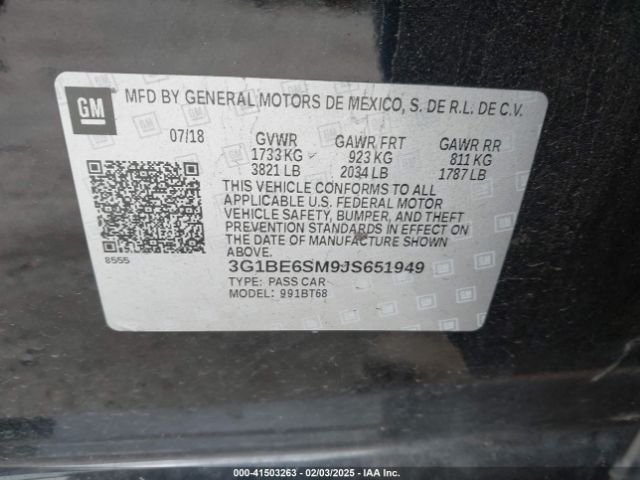 GM
MFD BY GENERAL MOTORS DE MEXICO, S. DE R.L. DE C.V.
07/18 GVWR GAWR FRT GAWR RR
1733 KG 923 KG 811 KG
3821 LB 2034 LB 1787 LB
THIS VEHICLE CONFORMS TO ALL
APPLICABLE U.S. FEDERAL MOTOR
VEHICLE SAFETY, BUMPER, AND THEFT
PREVENTION STANDARDS IN EFFECT ON
THE DATE OF MANUFACTURE SHOWN
ABOVE.
8555
3G1BE6SM9JS651949
TYPE: PASS CAR
MODEL: 991BT68
000-41503263 - 02/03/2025 - IAA Inc.